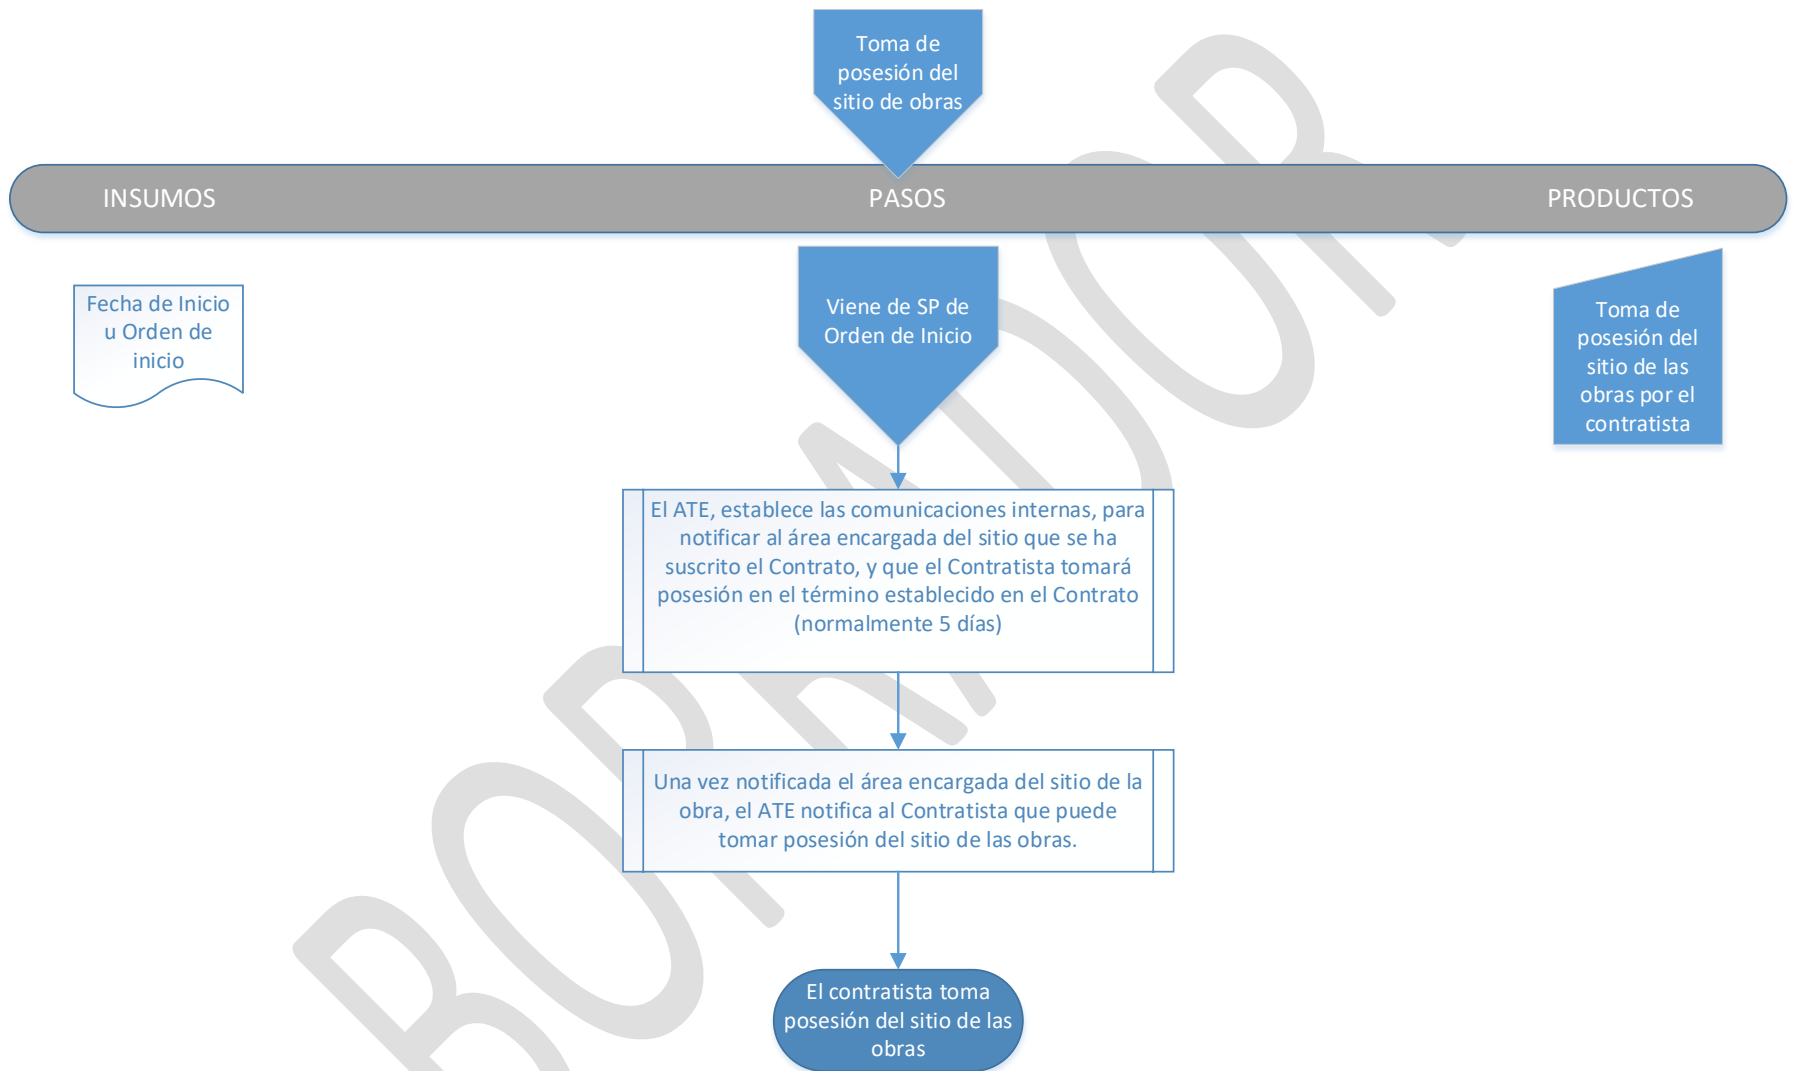 Toma de
posesión del
sitio de obras
INSUMOS
PASOS
PRODUCTOS
Fecha de Inicio
u Orden de
inicio
Viene de SP de
Orden de Inicio
Toma de
posesión del
sitio de las
obras por el
contratista
El ATE, establece las comunicaciones internas, para
notificar al área encargada del sitio que se ha
suscrito el Contrato, y que el Contratista tomará
posesión en el término establecido en el Contrato
(normalmente 5 días)
Una vez notificada el área encargada del sitio de la
obra, el ATE notifica al Contratista que puede
tomar posesión del sitio de las obras.
El contratista toma
posesión del sitio de las
obras
BORRADOR